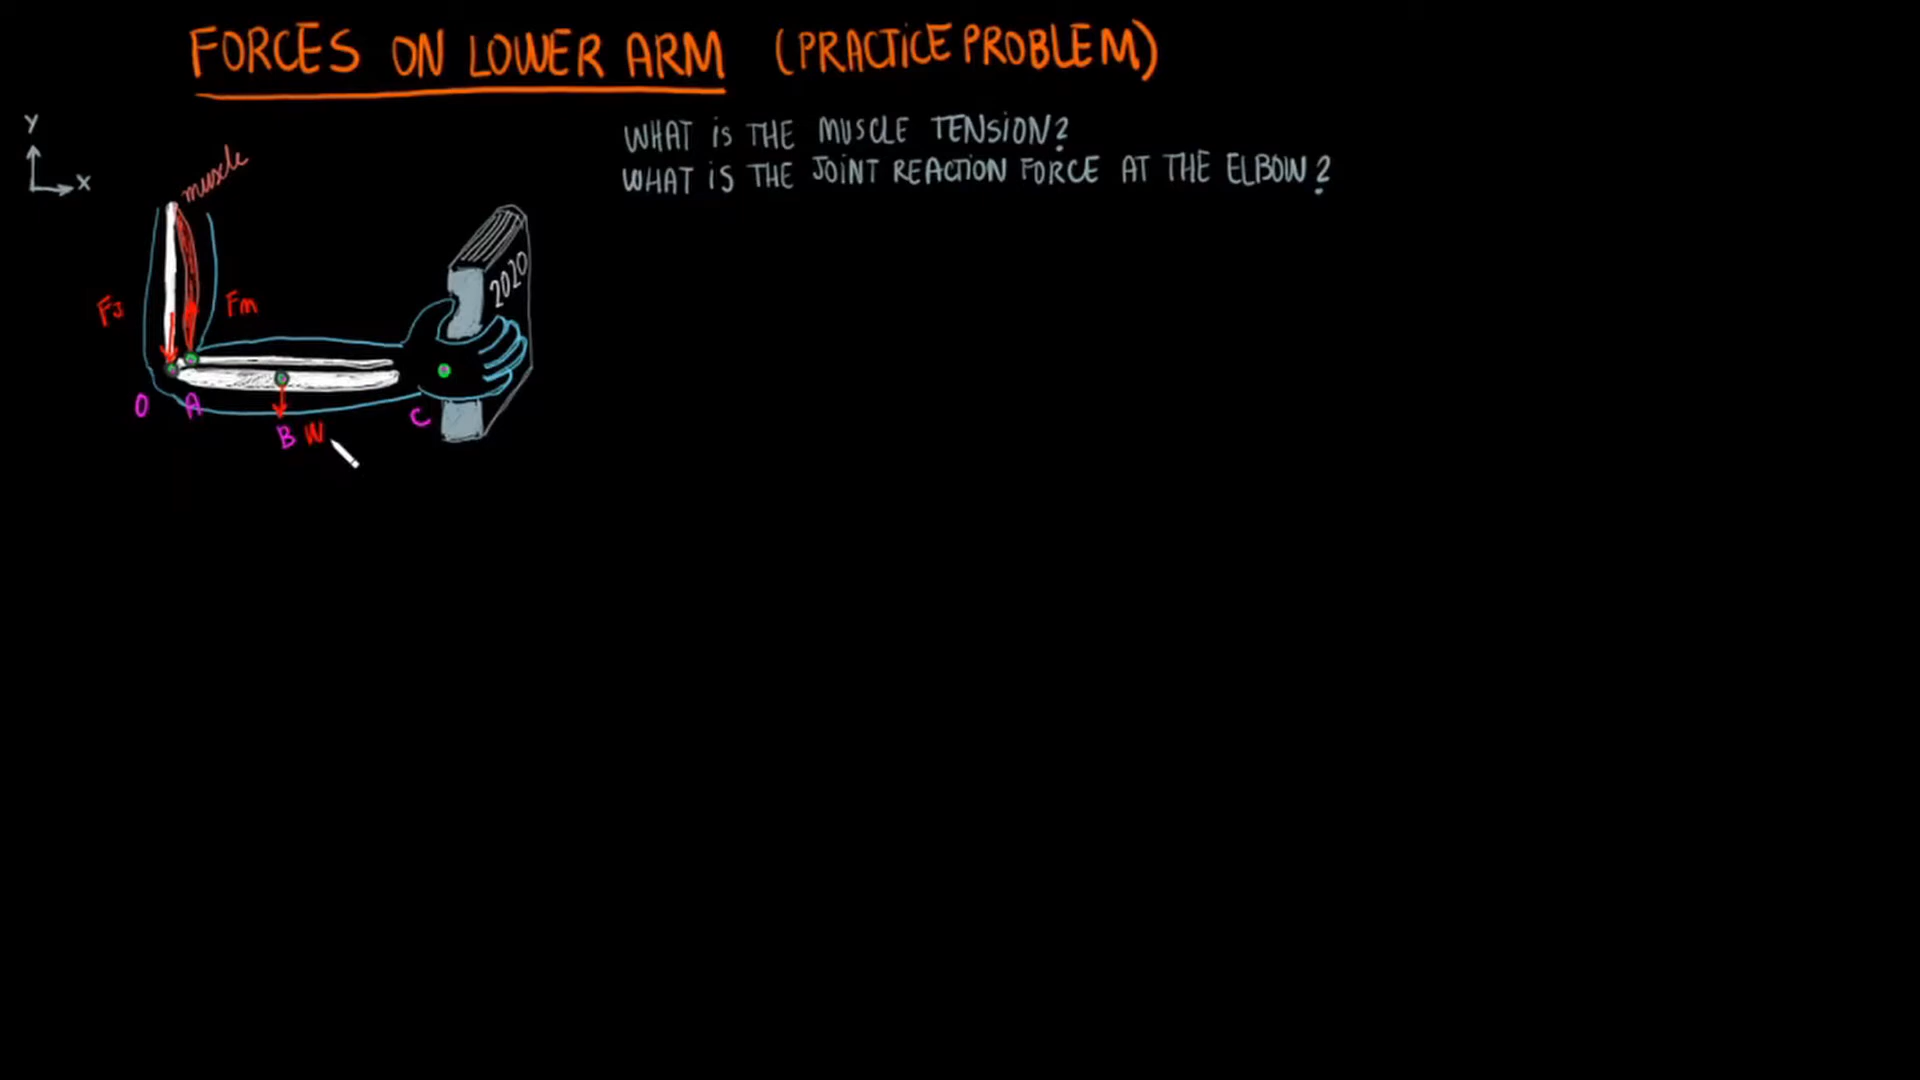 FORCES ON LOWER ARM (PRACTICE PROBLEM)
WHAT iS THE MUSCLE TENSiON?
WHAT iS THE JOINT REACTION FORCE AT THE ELBOW?
Y
X
muscle
2020
FJ
Fm
O
A
B W
C